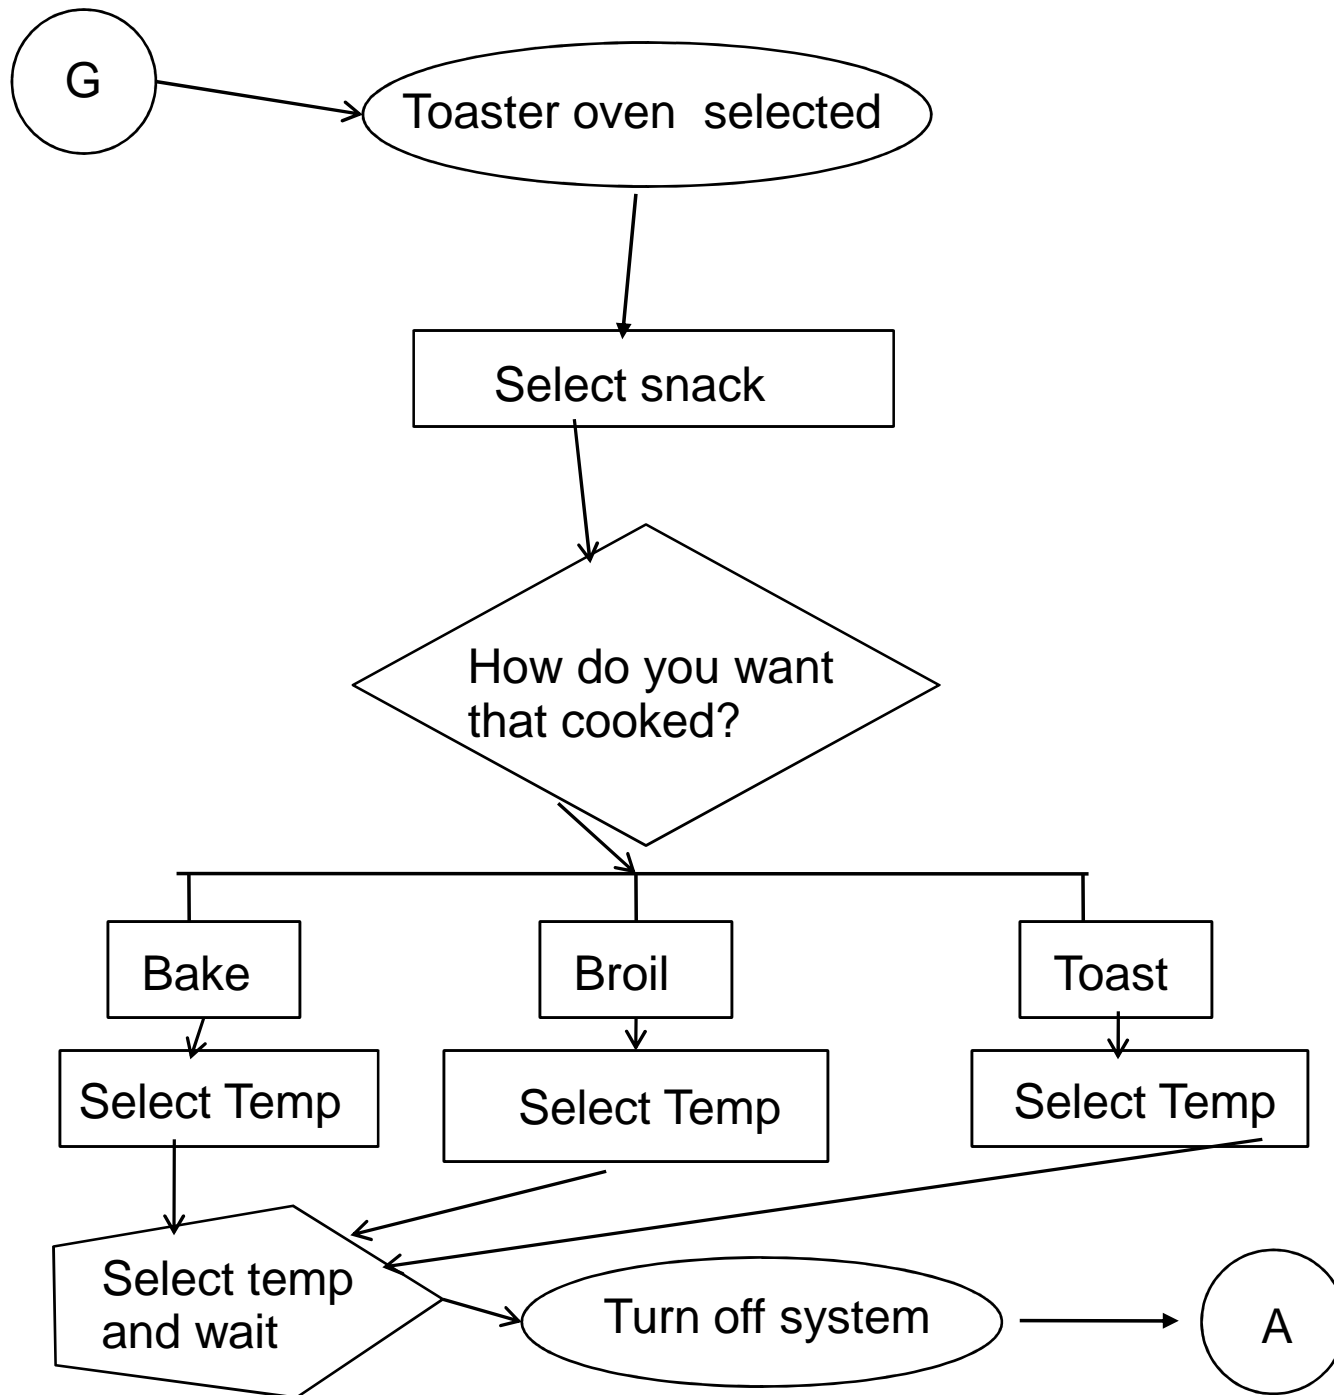 G
Toaster oven  selected
Select snack
How do you want
that cooked?
Bake
Broil
Toast
Select Temp
Select Temp
Select Temp
Select temp
and wait
Turn off system
A